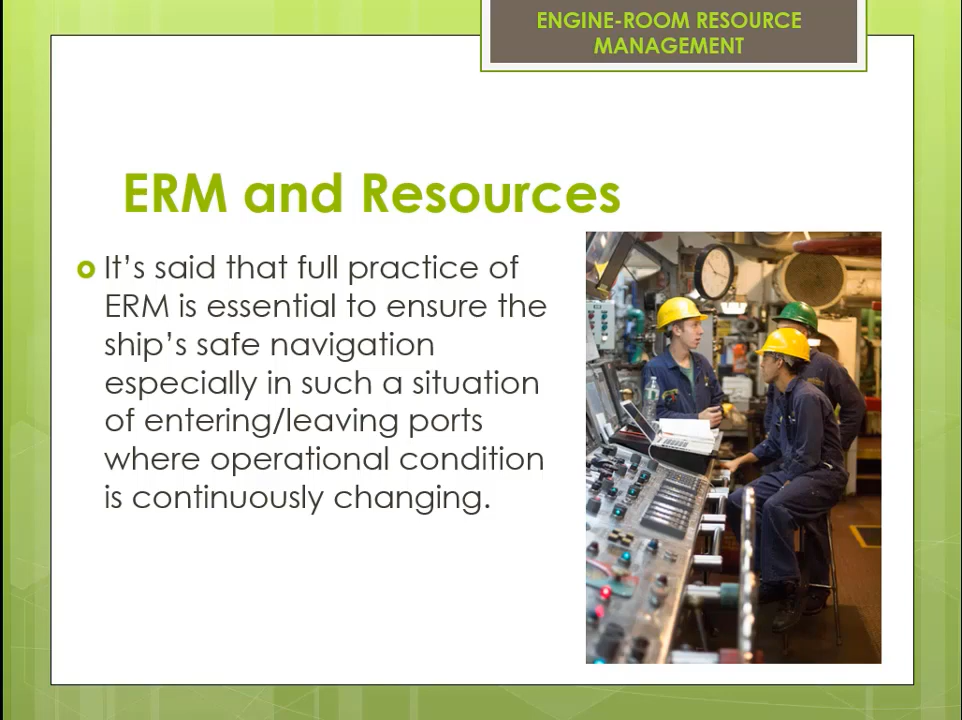 ENGINE-ROOM RESOURCE
MANAGEMENT
ERM and Resources
It’s said that full practice of
ERM is essential to ensure the
ship’s safe navigation
especially in such a situation
of entering/leaving ports
where operational condition
is continuously changing.